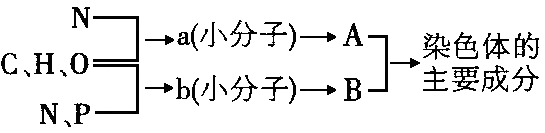 N
a(小分子) A
C、H、O
染色体的
主要成分
b(小分子) B
N、P